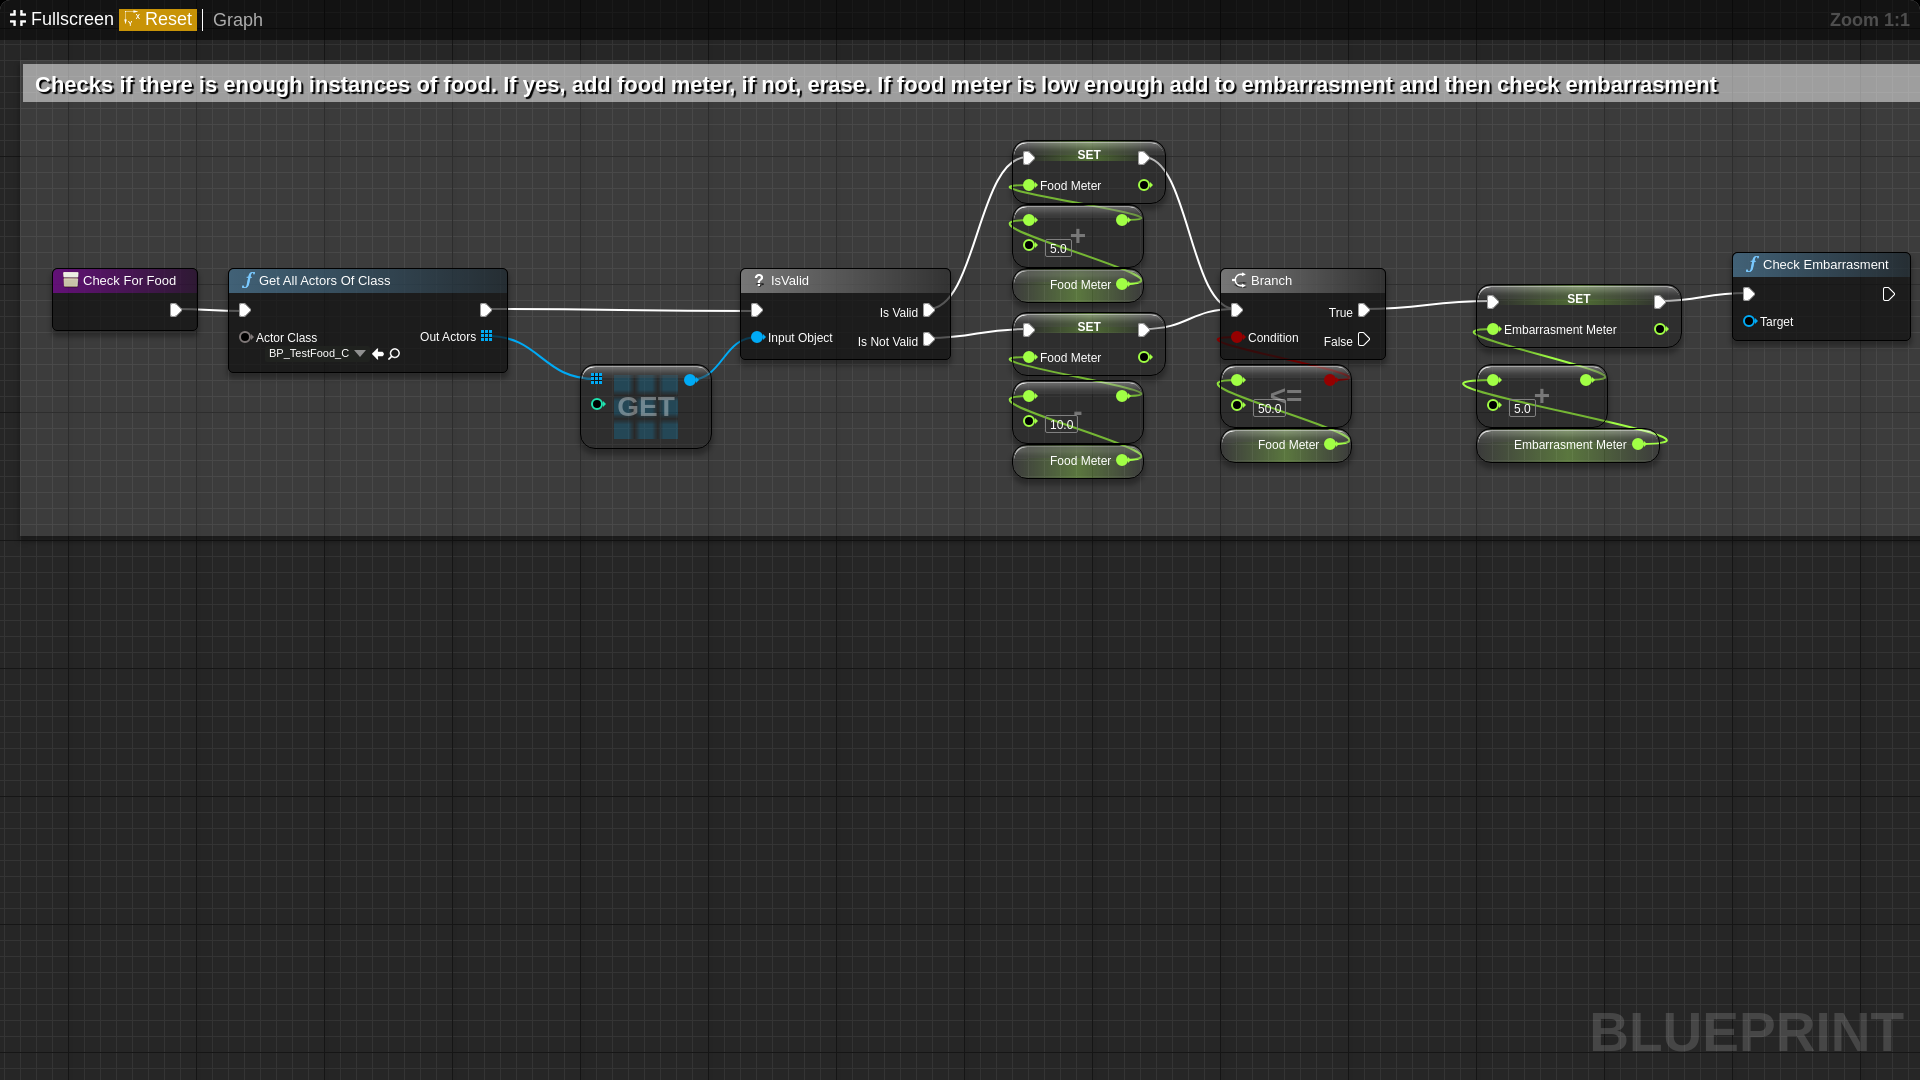 Fullscreen Reset Graph Zoom 1:1
Checks if there is enough instances of food. If yes, add food meter, if not, erase. If food meter is low enough add to embarrasment and then check embarrasment
Check For Food
Get All Actors Of Class
Actor Class
BP_TestFood_C
Out Actors
GET
? IsValid
Input Object
Is Valid
Is Not Valid
SET
Food Meter
+
5.0
Food Meter
SET
Food Meter
-
10.0
Food Meter
Branch
Condition
True
False
<=
50.0
Food Meter
SET
Embarrasment Meter
+
5.0
Embarrasment Meter
Check Embarrasment
Target
BLUEPRINT